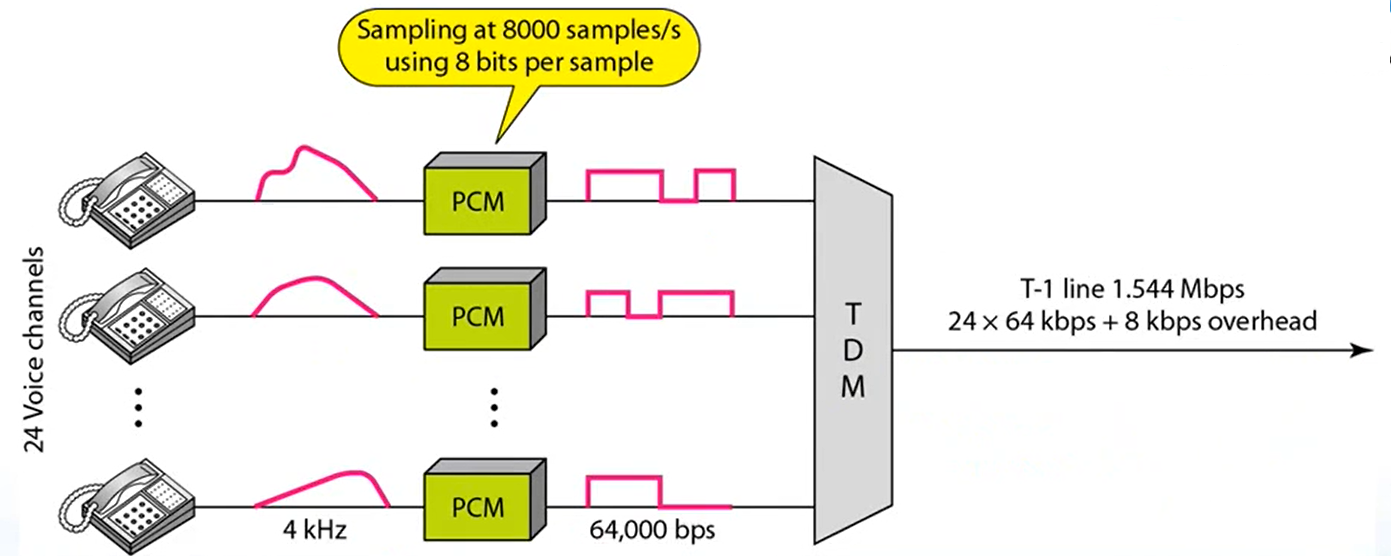 Sampling at 8000 samples/s
using 8 bits per sample
24 Voice channels
PCM
PCM
PCM
4 kHz
64,000 bps
T
D
M
T-1 line 1.544 Mbps
24 × 64 kbps + 8 kbps overhead